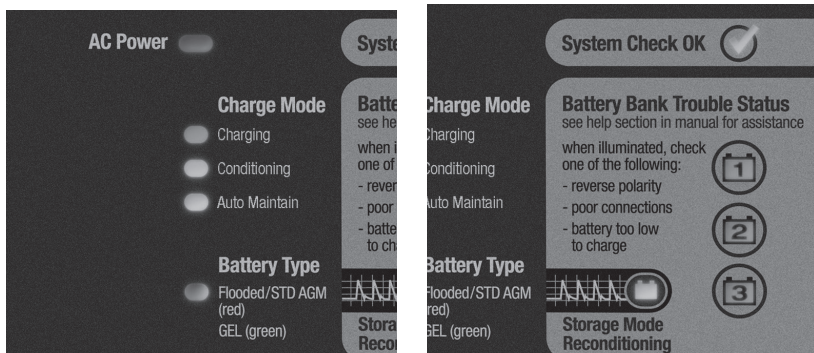 AC Power
Syste
Charge Mode
Charging
Conditioning
Auto Maintain
Batte
see he
when i
one of
- rever
- poor
- batte
to ch
Battery Type
Flooded/STD AGM
(red)
GEL (green)
Stora
Recon
System Check OK
Charge Mode
Charging
Conditioning
Auto Maintain
Battery Bank Trouble Status
see help section in manual for assistance
when illuminated, check
one of the following:
- reverse polarity
- poor connections
- battery too low
to charge
1
2
3
Battery Type
Flooded/STD AGM
(red)
GEL (green)
Storage Mode
Reconditioning